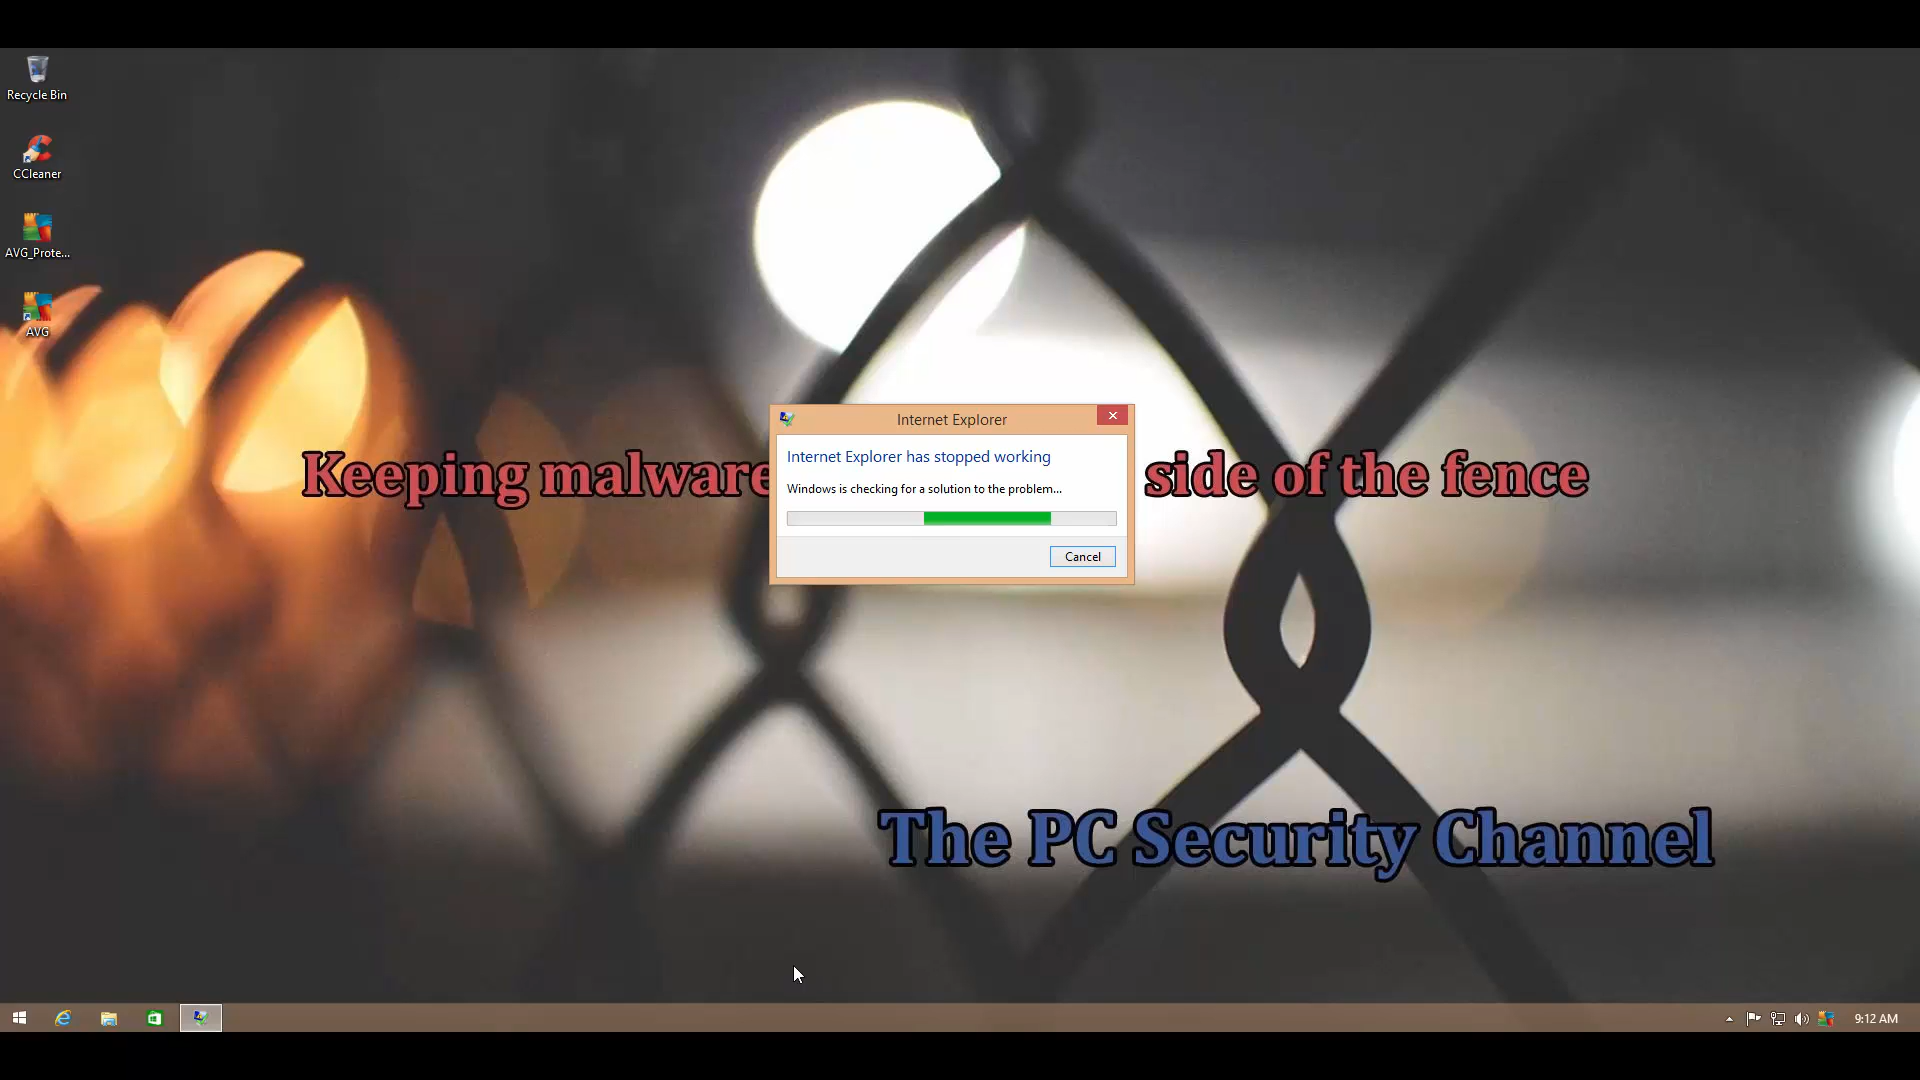 Recycle Bin
CCleaner
AVG_Prote...
AVG
Internet Explorer
Internet Explorer has stopped working
Windows is checking for a solution to the problem...
Cancel
Keeping malware side of the fence
The PC Security Channel
9:12 AM